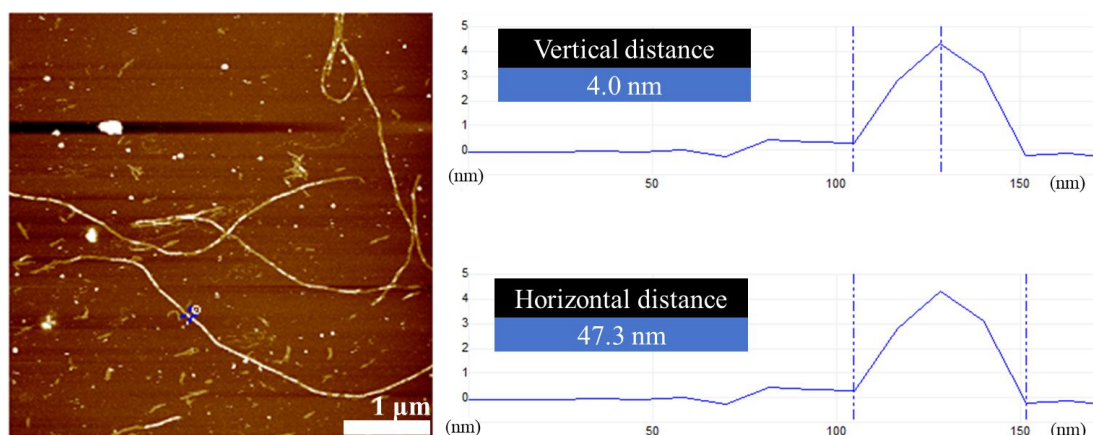 1 μm
5
4
3
2
1
0
(nm)
50
100
150
(nm)
Vertical distance
4.0 nm
5
4
3
2
1
0
(nm)
50
100
150
(nm)
Horizontal distance
47.3 nm